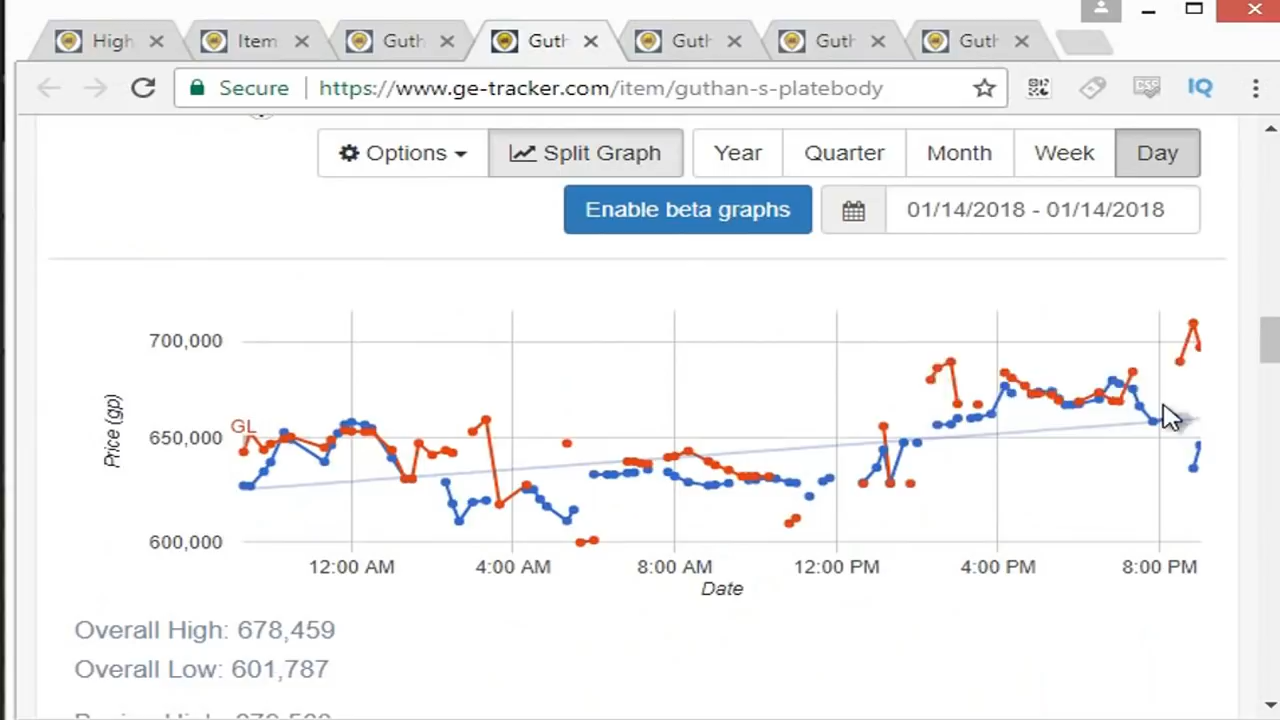 High Item Guth Guth Guth Guth Guth
Secure https://www.ge-tracker.com/item/guthan-s-platebody IQ
Options Split Graph Year Quarter Month Week Day
Enable beta graphs 01/14/2018 - 01/14/2018
700,000
GL
650,000
600,000
Price (gp)
12:00 AM 4:00 AM 8:00 AM 12:00 PM 4:00 PM 8:00 PM
Date
Overall High: 678,459
Overall Low: 601,787